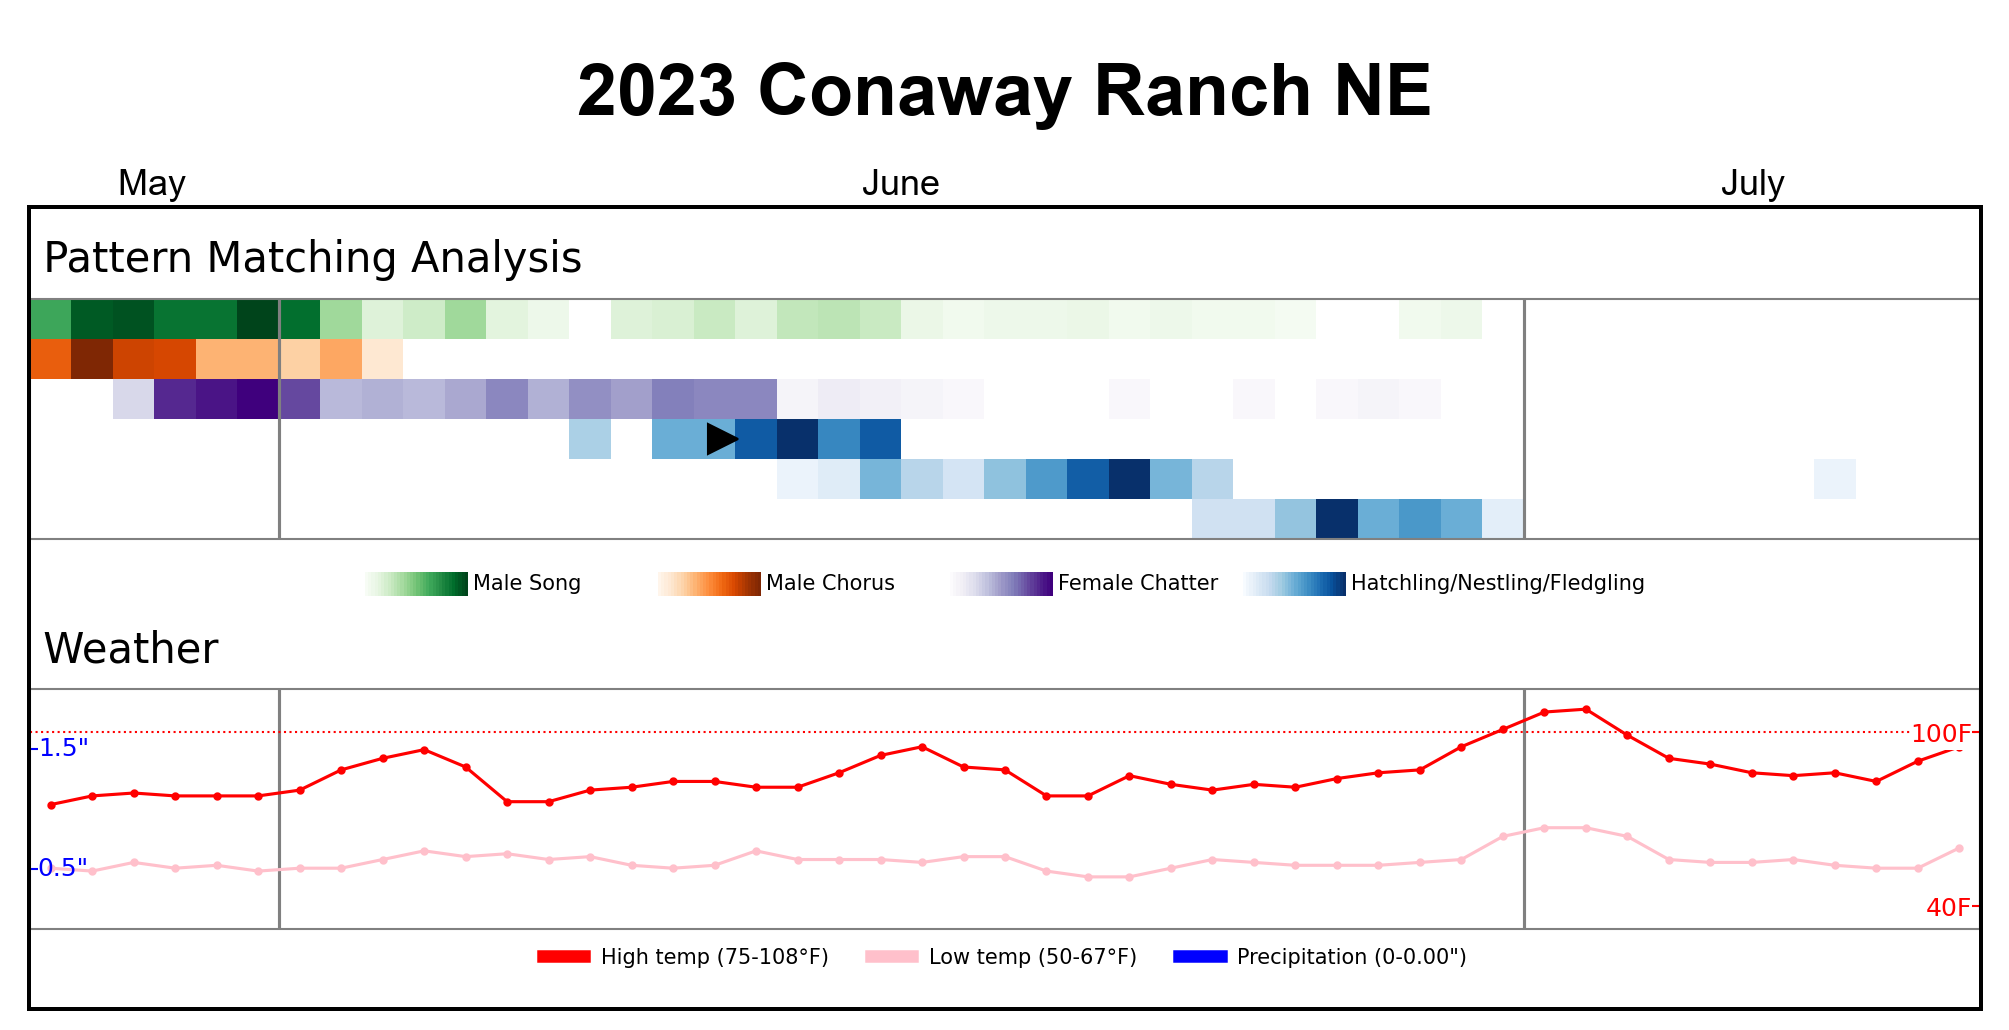 2023 Conaway Ranch NE
May June July
Pattern Matching Analysis
Male Song Male Chorus Female Chatter Hatchling/Nestling/Fledgling
Weather
1.5" 100F
0.5" 40F
High temp (75-108°F) Low temp (50-67°F) Precipitation (0-0.00")